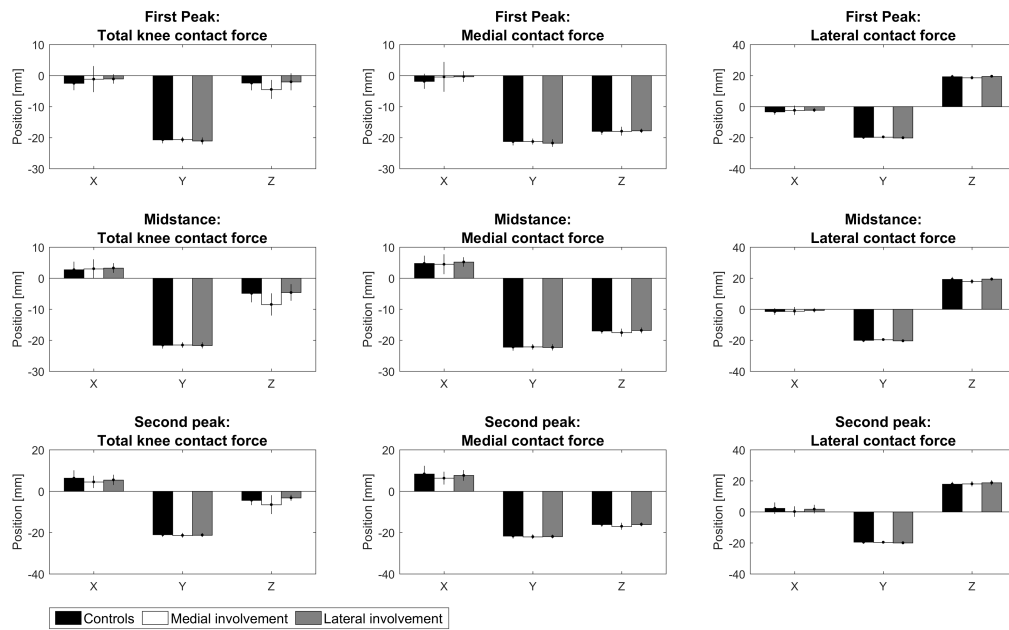 First Peak:
Total knee contact force
Position [mm]
10
0
-10
-20
-30
X Y Z
First Peak:
Medial contact force
Position [mm]
10
0
-10
-20
-30
X Y Z
First Peak:
Lateral contact force
Position [mm]
40
20
0
-20
-40
X Y Z
Midstance:
Total knee contact force
Position [mm]
10
0
-10
-20
-30
X Y Z
Midstance:
Medial contact force
Position [mm]
10
0
-10
-20
-30
X Y Z
Midstance:
Lateral contact force
Position [mm]
40
20
0
-20
-40
X Y Z
Second peak:
Total knee contact force
Position [mm]
20
0
-20
-40
X Y Z
Second peak:
Medial contact force
Position [mm]
20
0
-20
-40
X Y Z
Second peak:
Lateral contact force
Position [mm]
40
20
0
-20
-40
X Y Z
Controls Medial involvement Lateral involvement